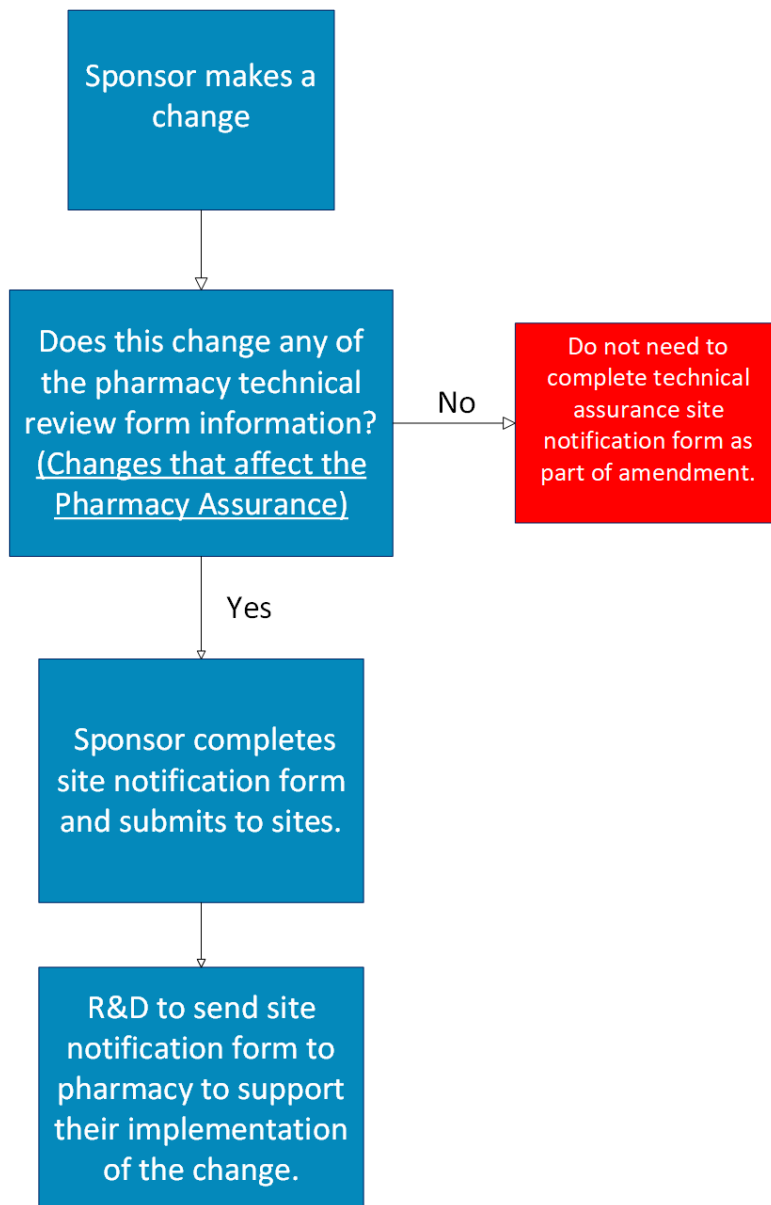 Sponsor makes a
change
Does this change any of
the pharmacy technical
review form information?
(Changes that affect the
Pharmacy Assurance)
No
Do not need to
complete technical
assurance site
notification form as
part of amendment.
Yes
Sponsor completes
site notification form
and submits to sites.
R&D to send site
notification form to
pharmacy to support
their implementation
of the change.